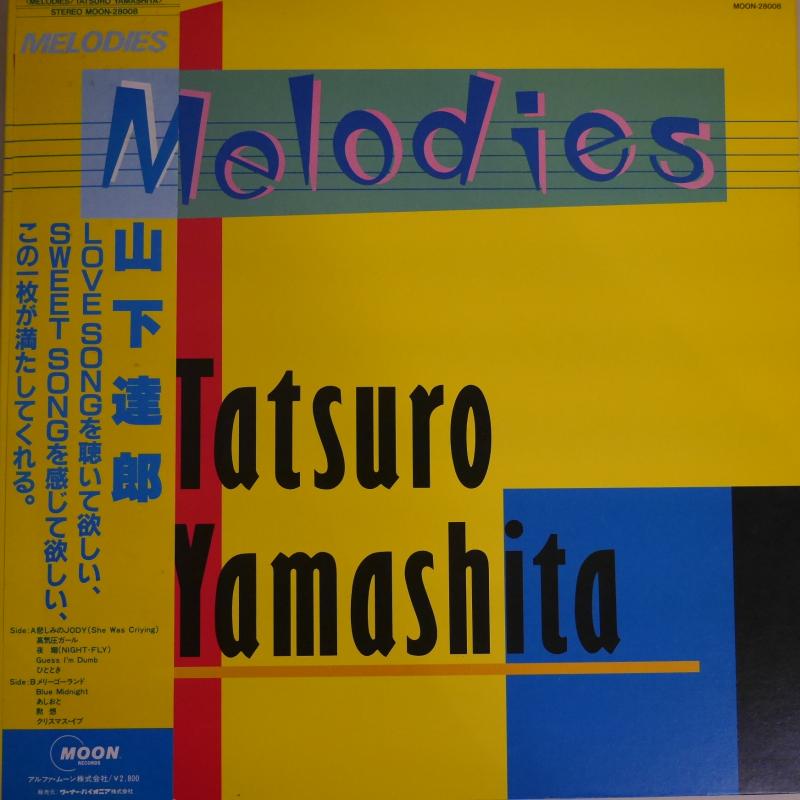 〈MELODIES/TATSURO YAMASHITA〉
STEREO MOON-28008
MELODIES
MOON-28008
Melodies
山下達郎
LOVE SONGを聴いて欲しい、
SWEET SONGを感じて欲しい、
この一枚が満たしてくれる。
Tatsuro
Yamashita
Side:A悲しみのJODY(She Was Criying)
高気圧ガール
夜 翔(NIGHT-FLY)
Guess I'm Dumb
ひととき
Side:Bメリー・ゴーランド
Blue Midnight
あしおと
黙 想
クリスマス・イブ
MOON
RECORDS
アルファ・ムーン株式会社/¥2,800
発売元:ワーナー・パイオニア株式会社